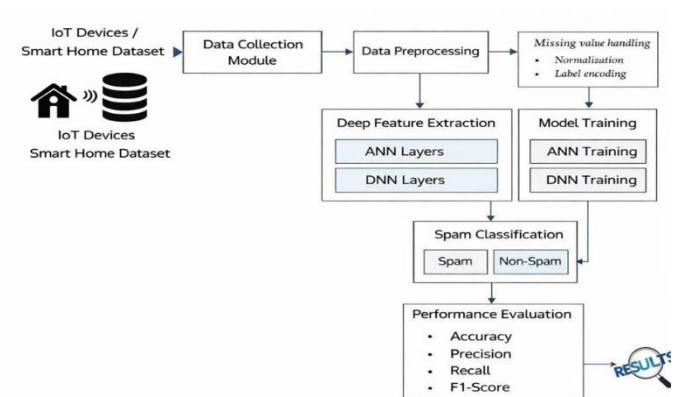 IoT Devices /
Smart Home Dataset
IoT Devices
Smart Home Dataset
Data Collection
Module
Data Preprocessing
Missing value handling
• Normalization
• Label encoding
Deep Feature Extraction
ANN Layers
DNN Layers
Model Training
ANN Training
DNN Training
Spam Classification
Spam
Non-Spam
Performance Evaluation
• Accuracy
• Precision
• Recall
• F1-Score
RESULTS